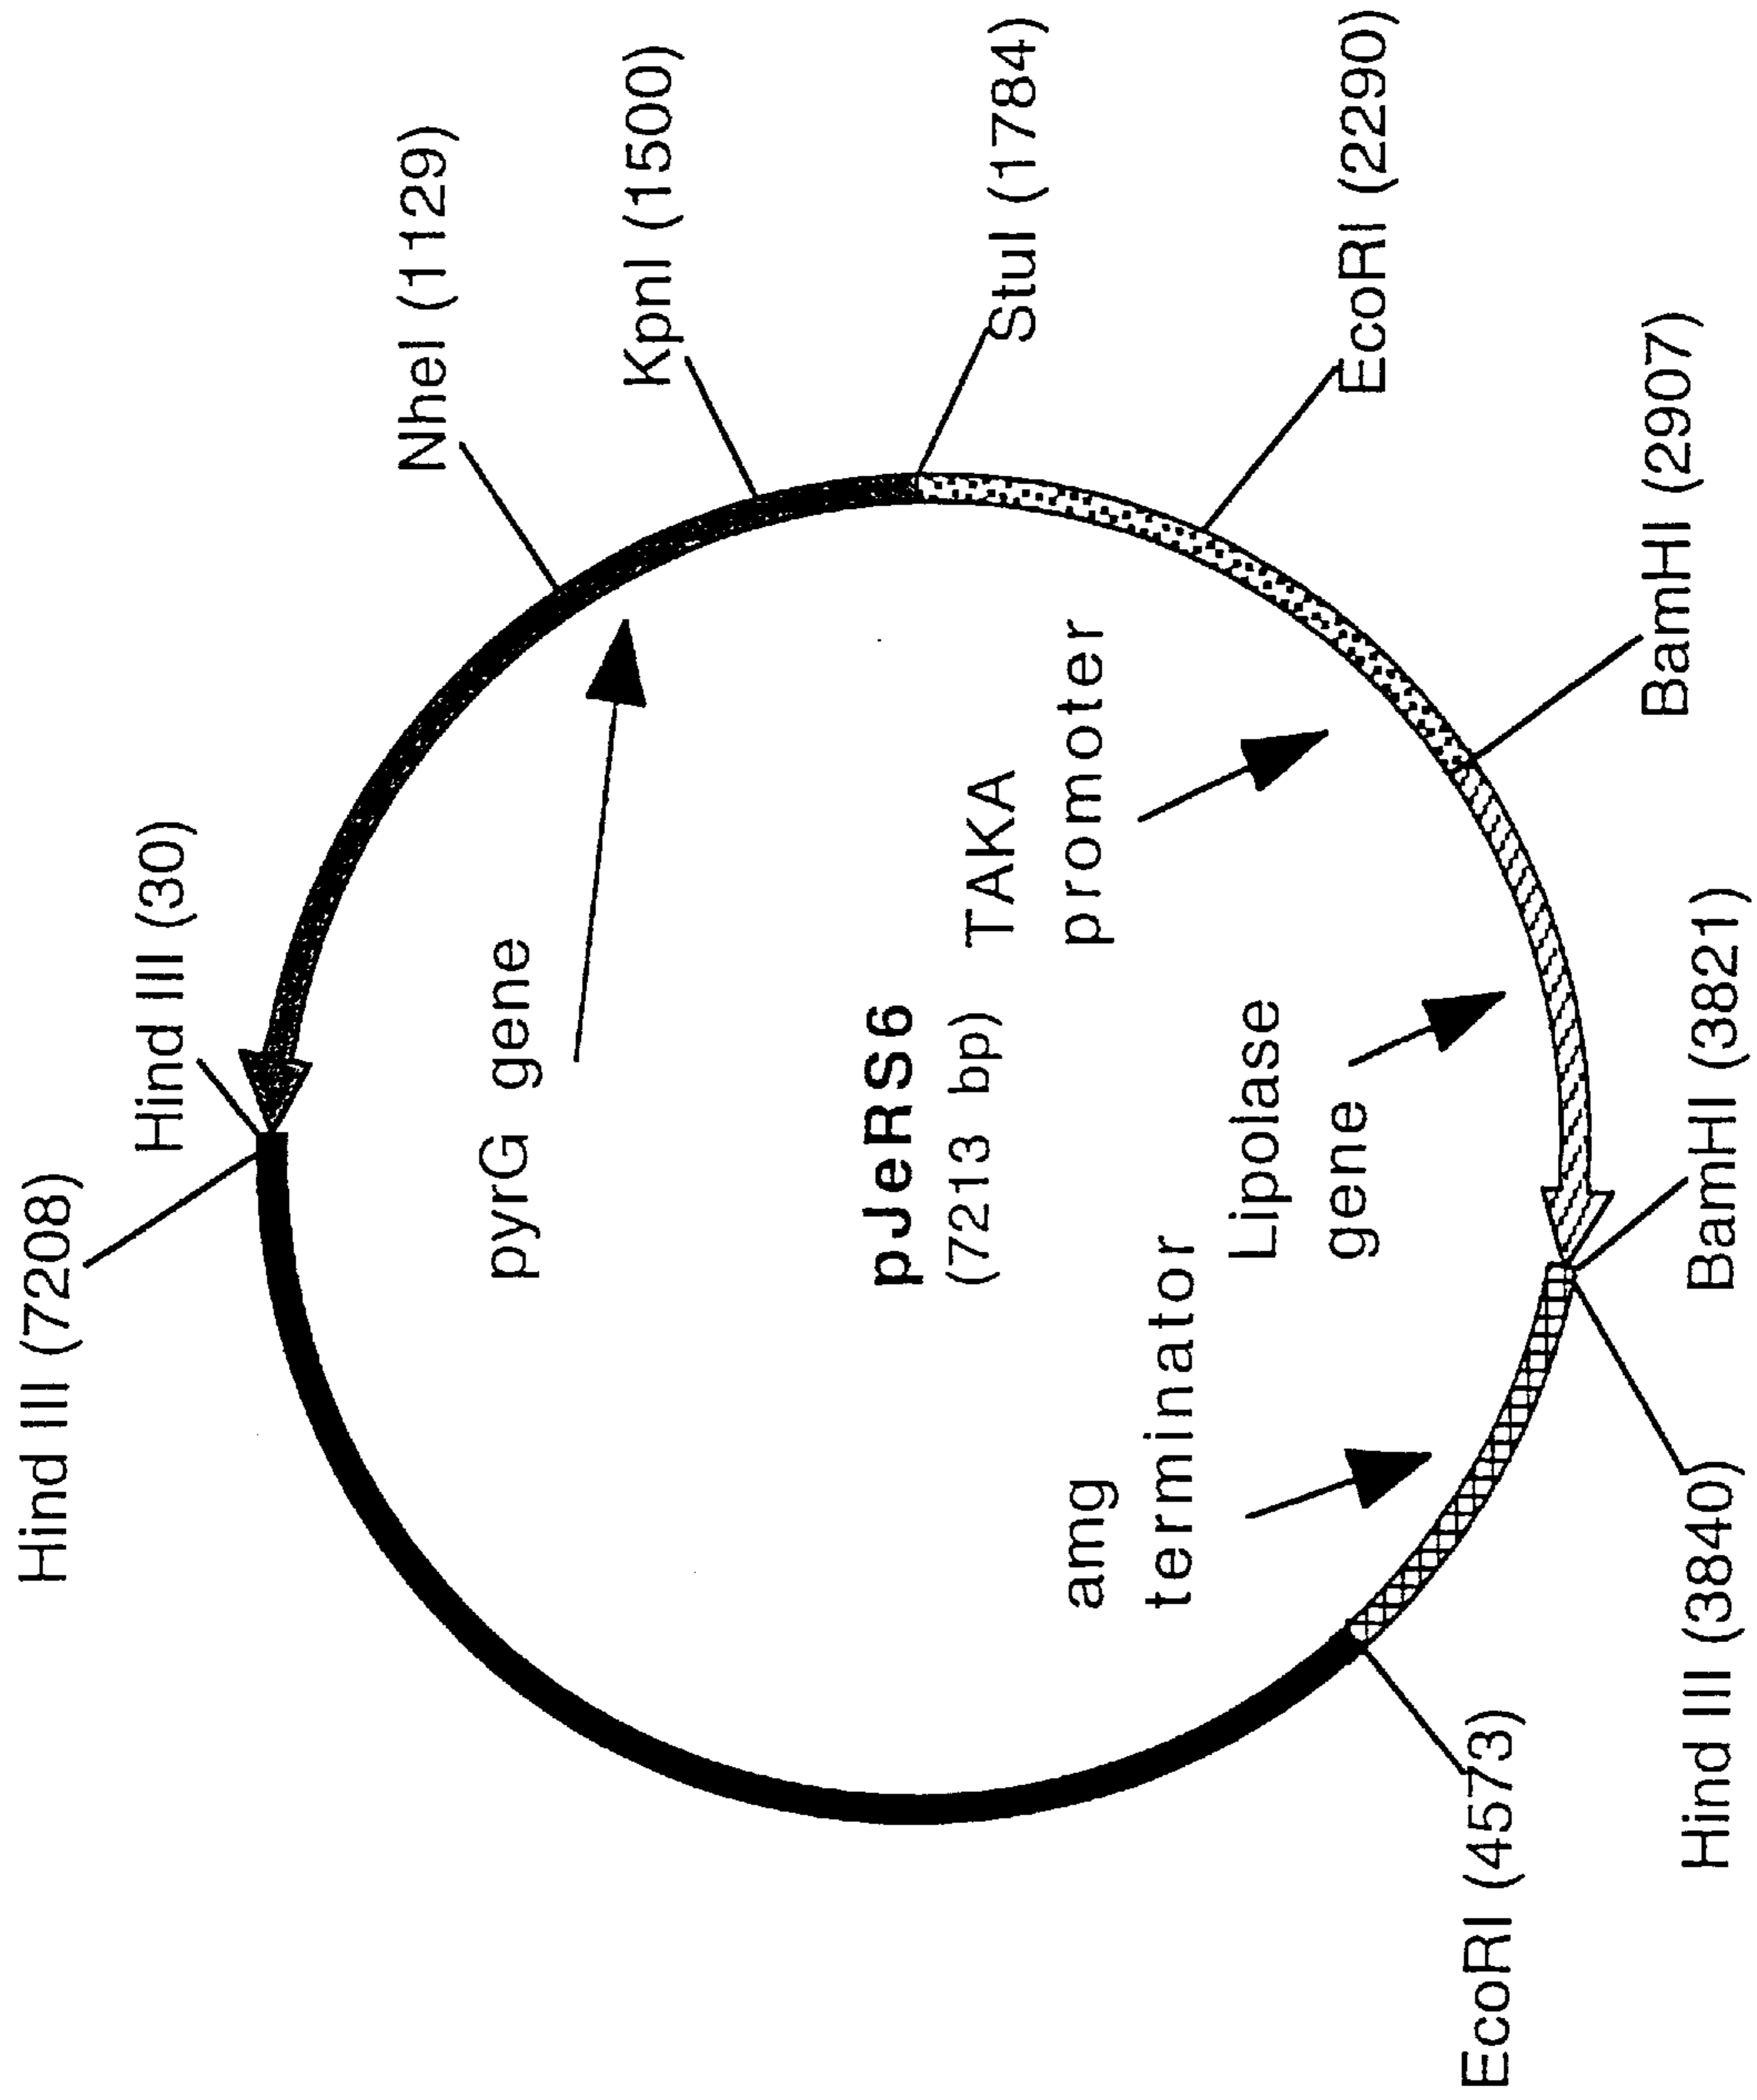 Hind III (7208)
Hind III (30)
NheI (1129)
KpnI (1500)
StuI (1784)
EcoRI (2290)
BamHI (2907)
BamHI (3821)
Hind III (3840)
EcoRI (4573)
pyrG gene
pJeRS6
(7213 bp)
TAKA
promoter
Lipolase
gene
amg
terminator